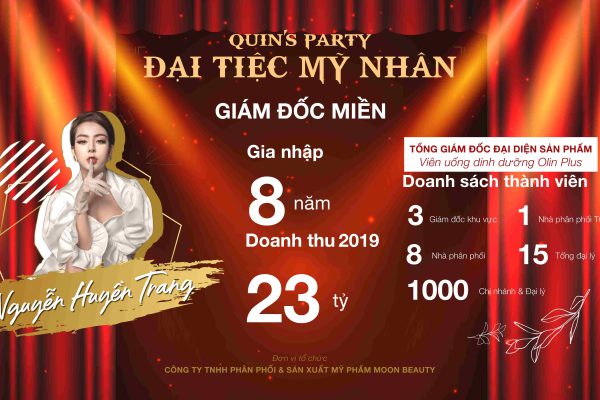 QUIN'S PARTY
ĐẠI TIỆC MỸ NHÂN
GIÁM ĐỐC MIỀN
Gia nhập
8 năm
Doanh thu 2019
23 tỷ
Nguyễn Huyền Trang
TỔNG GIÁM ĐỐC ĐẠI DIỆN SẢN PHẨM
Viên uống dinh dưỡng Olin Plus
Doanh sách thành viên
3 Giám đốc khu vực
1 Nhà phân phối
8 Nhà phân phối
15 Tổng đại lý
1000 Chi nhánh & Đại lý
Đơn vị tổ chức
CÔNG TY TNHH PHÂN PHỐI & SẢN XUẤT MỸ PHẨM MOON BEAUTY